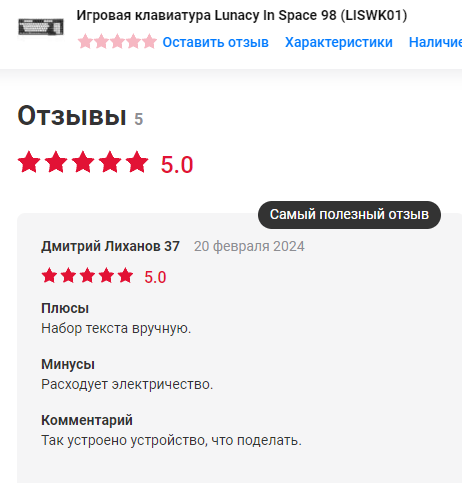 Игровая клавиатура Lunacy In Space 98 (LISWK01)
Оставить отзыв Характеристики Наличие
Отзывы 5
5.0
Самый полезный отзыв
Дмитрий Лиханов 37 20 февраля 2024
5.0
Плюсы
Набор текста вручную.
Минусы
Расходует электричество.
Комментарий
Так устроено устройство, что поделать.